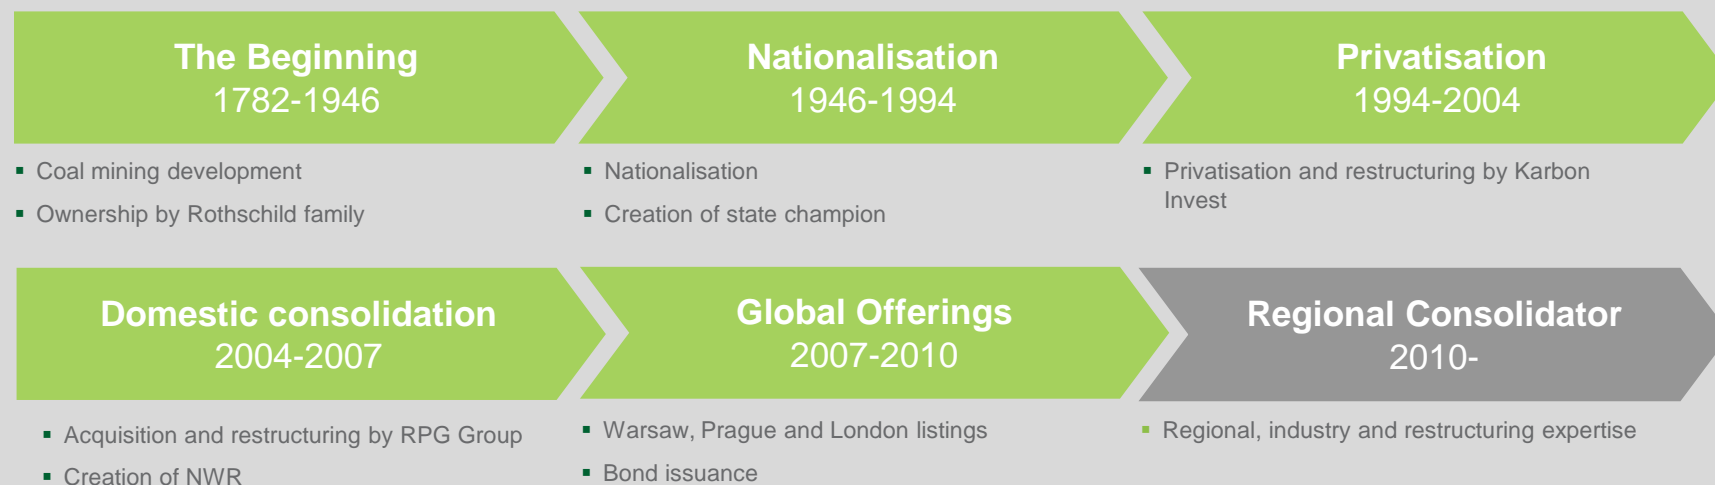 The Beginning
1782-1946
Nationalisation
1946-1994
Privatisation
1994-2004
▪ Coal mining development
▪ Ownership by Rothschild family
▪ Nationalisation
▪ Creation of state champion
▪ Privatisation and restructuring by Karbon
Invest
Domestic consolidation
2004-2007
Global Offerings
2007-2010
Regional Consolidator
2010-
▪ Acquisition and restructuring by RPG Group
▪ Creation of NWR
▪ Warsaw, Prague and London listings
▪ Bond issuance
▪ Regional, industry and restructuring expertise